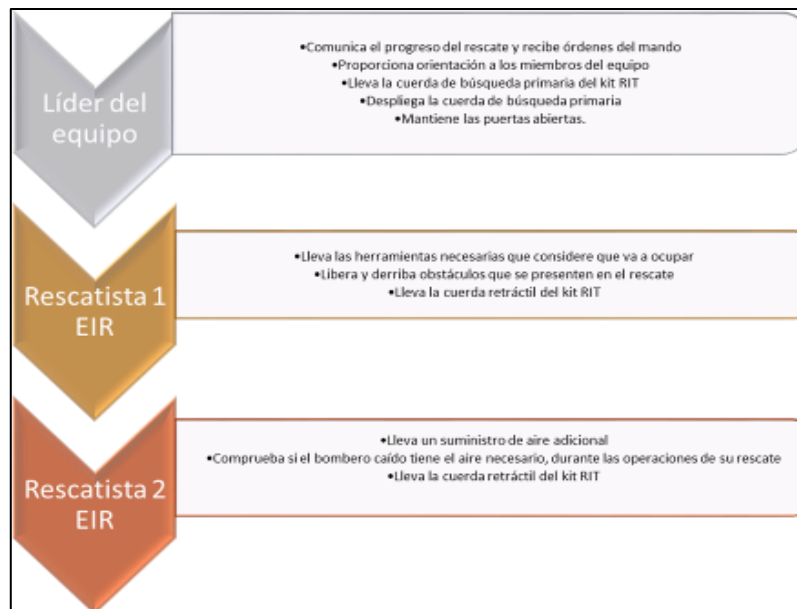 Líder del
equipo
•Comunica el progreso del rescate y recibe órdenes del mando
•Proporciona orientación a los miembros del equipo
•Lleva la cuerda de búsqueda primaria del kit RIT
•Despliega la cuerda de búsqueda primaria
•Mantiene las puertas abiertas.
Rescatista 1
EIR
•Lleva las herramientas necesarias que considere que va a ocupar
•Libera y derriba obstáculos que se presenten en el rescate
•Lleva la cuerda retráctil del kit RIT
Rescatista 2
EIR
•Lleva un suministro de aire adicional
•Comprueba si el bombero caído tiene el aire necesario, durante las operaciones de su rescate
•Lleva la cuerda retráctil del kit RIT